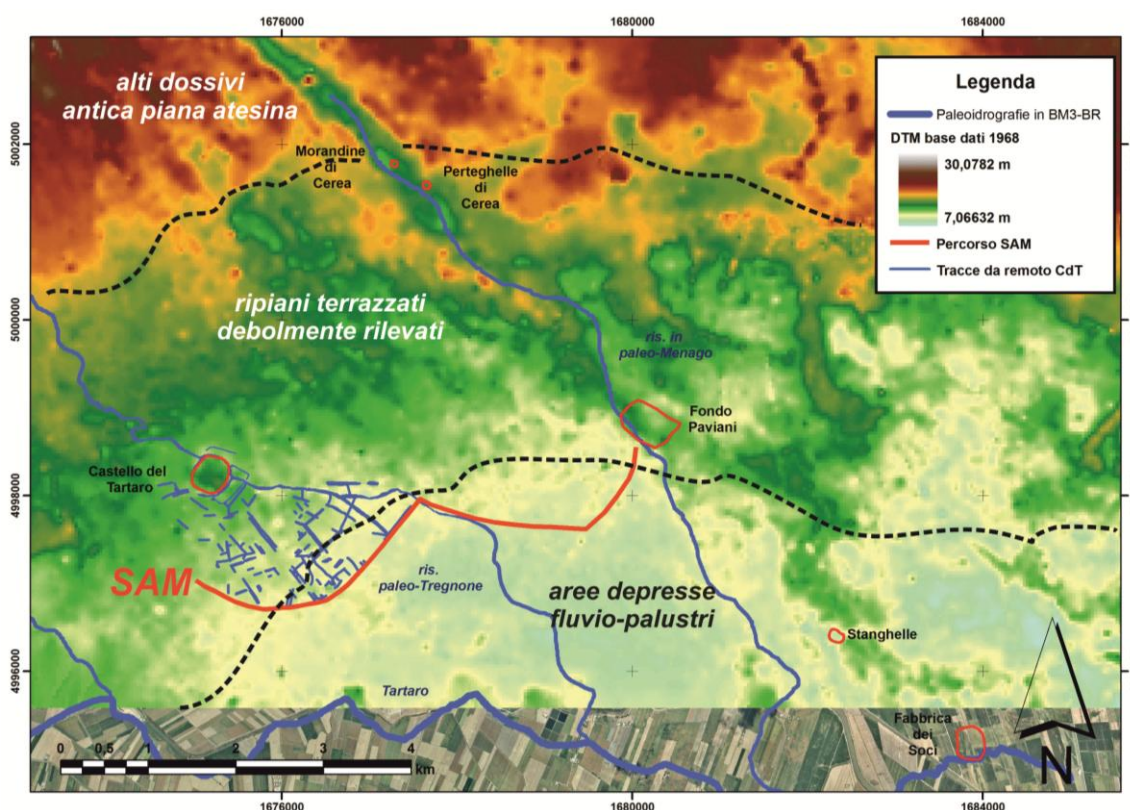 1676000
1680000
1684000
5002000
5000000
4998000
4996000
alti dossivi
antica piana atesina
Morandine
di
Cerea
Perteghelle
di
Cerea
Legenda
Paleoidrografie in BM3-BR
DTM base dati 1968
30,0782 m
7,06632 m
Percorso SAM
Tracce da remoto CdT
ripiani terrazzati
debolmente rilevati
ris. in
paleo-Menago
Fondo
Paviani
Castello del
Tartaro
SAM
ris.
paleo-Tregnone
aree depresse
fluvio-palustri
Stanghelle
Tartaro
Fabbrica
dei
Soci
0 0,5 1 2 3 4
km
N
1676000
1680000
1684000